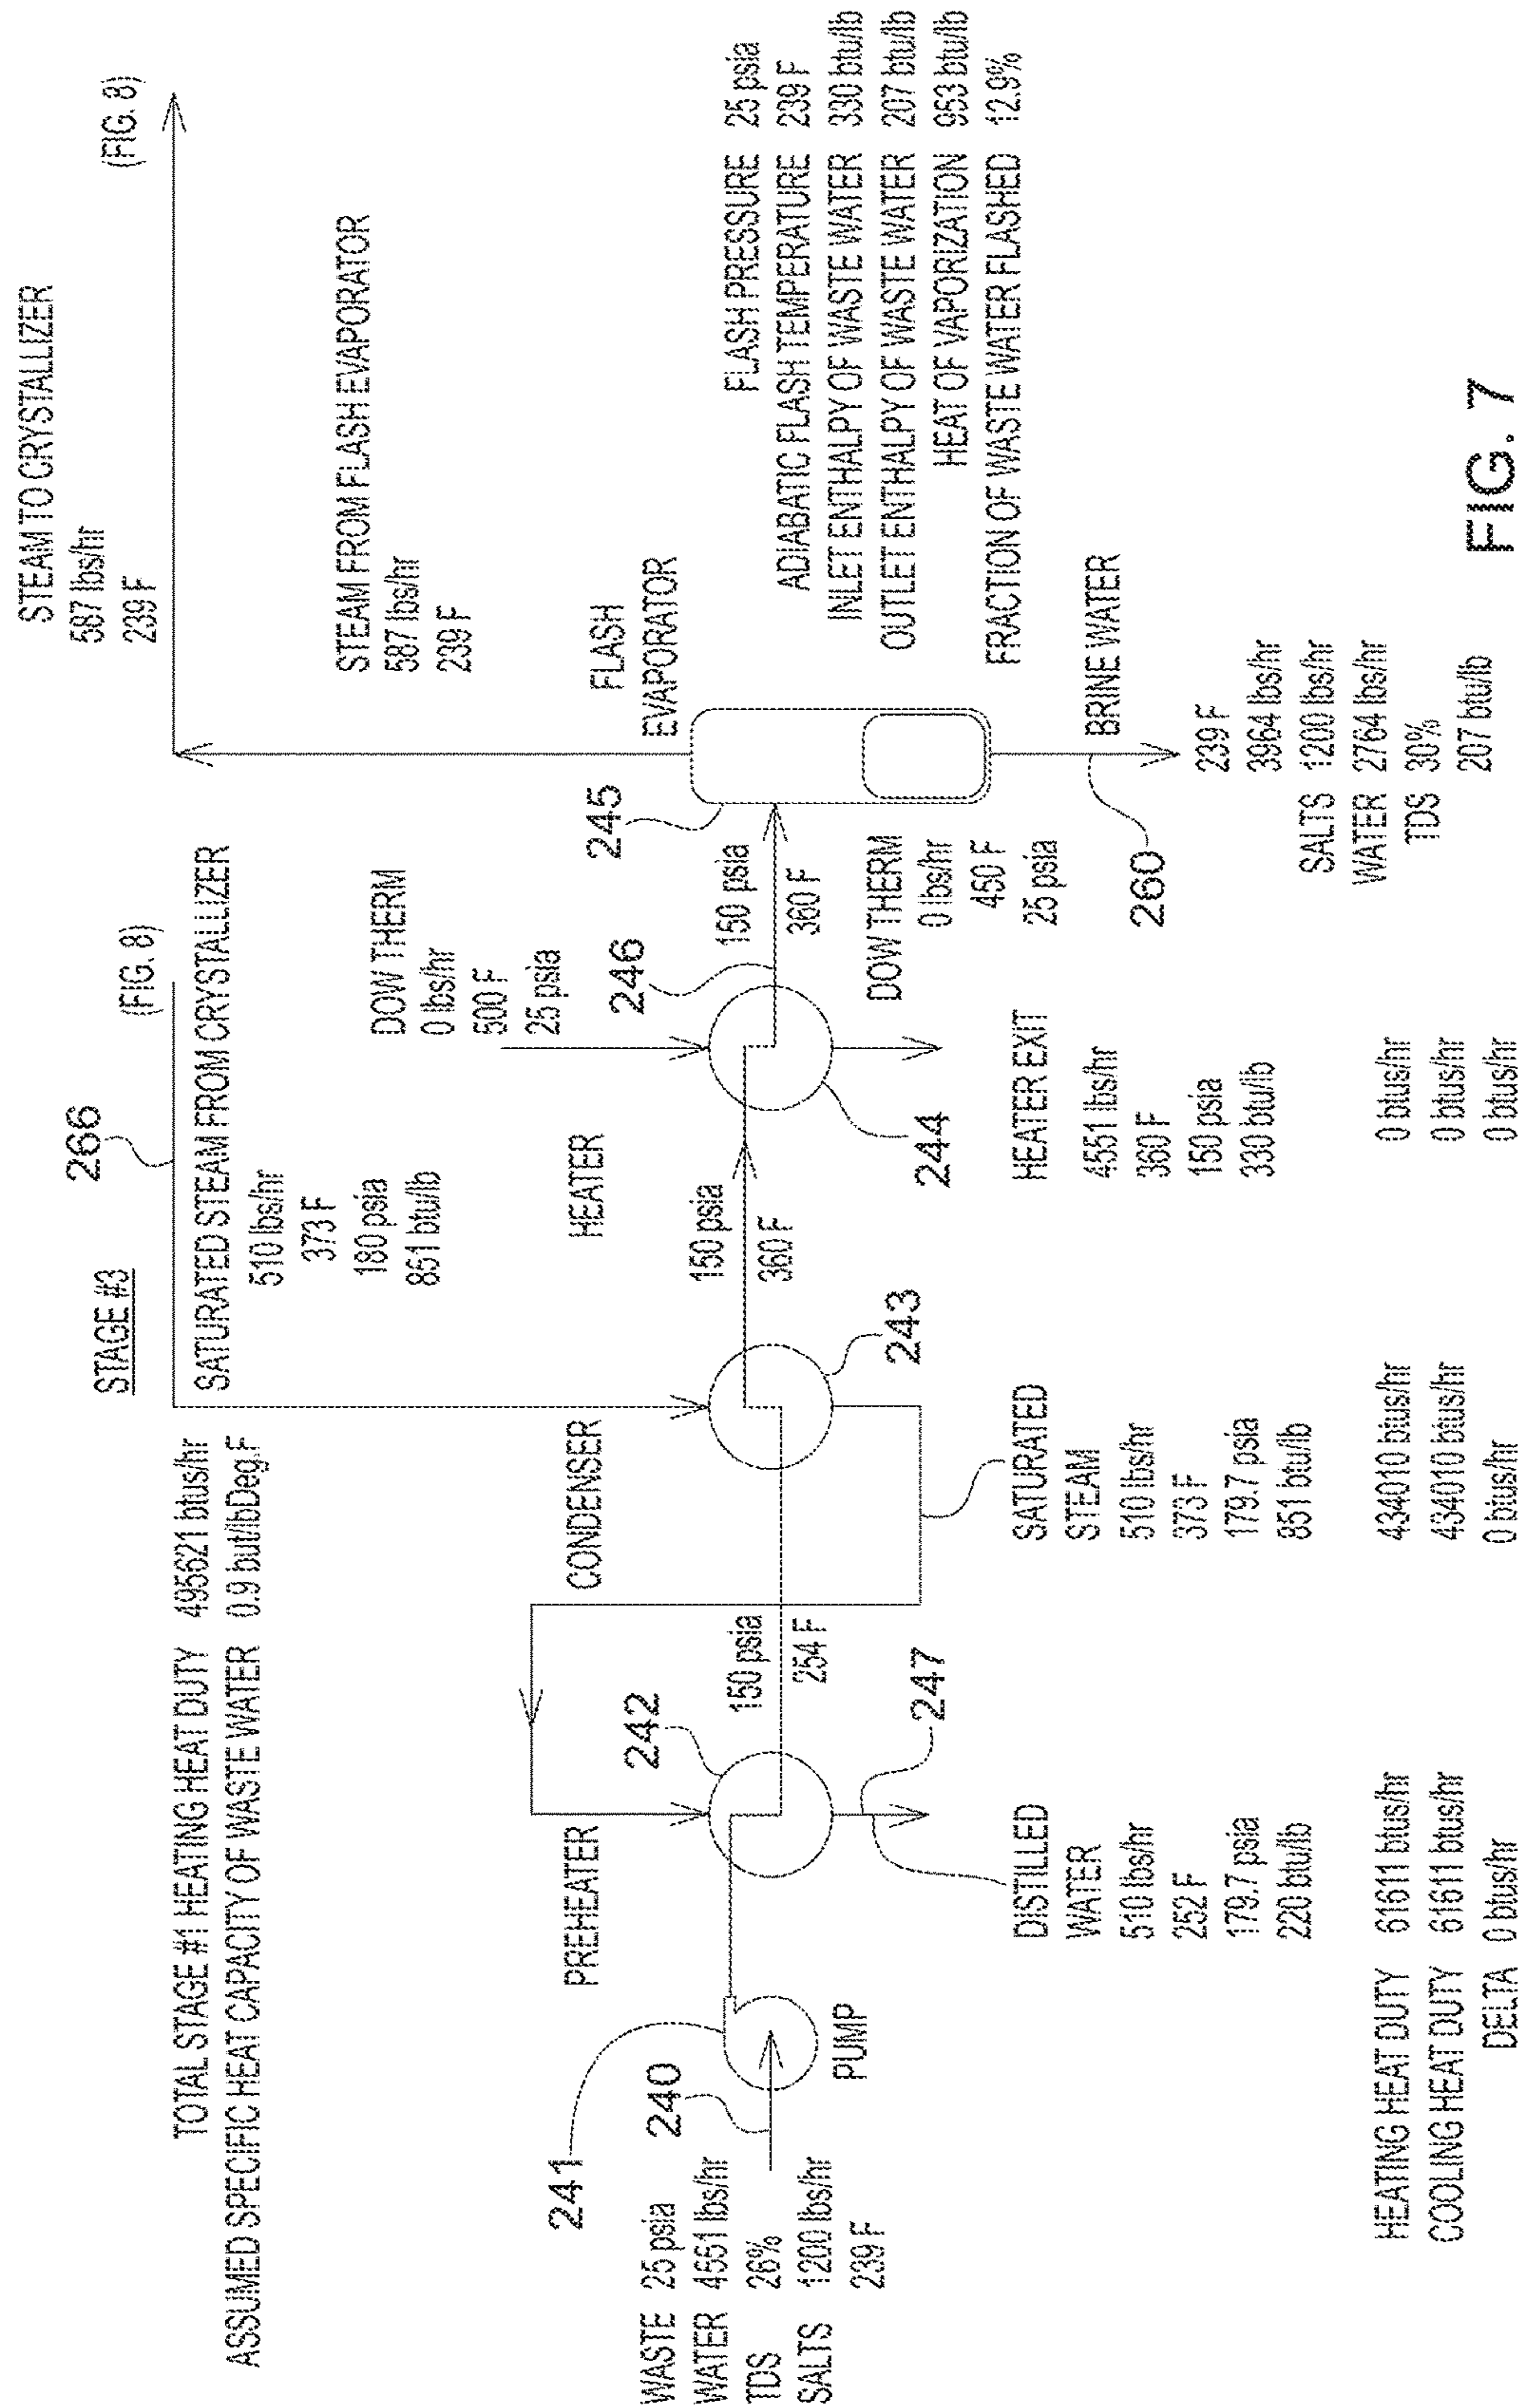 STAGE #3
TOTAL STAGE #1 HEATING HEAT DUTY 495621 btus/hr
ASSUMED SPECIFIC HEAT CAPACITY OF WASTE WATER 0.9 but/lbDeg.F
266
(FIG. 8)
SATURATED STEAM FROM CRYSTALLIZER
510 lbs/hr
373 F
180 psia
851 btu/lb
STEAM TO CRYSTALLIZER
587 lbs/hr
239 F
(FIG. 8)
STEAM FROM FLASH EVAPORATOR
587 lbs/hr
239 F
DOW THERM
0 lbs/hr
500 F
25 psia
241
PREHEATER
CONDENSER
HEATER
FLASH
EVAPORATOR
240
242
246
245
WASTE 25 psia
WATER 4551 lbs/hr
TDS 26%
SALTS 1200 lbs/hr
239 F
PUMP
150 psia
254 F
150 psia
360 F
150 psia
360 F
247
243
244
DOW THERM
0 lbs/hr
450 F
25 psia
FLASH PRESSURE 25 psia
ADIABATIC FLASH TEMPERATURE 239 F
INLET ENTHALPY OF WASTE WATER 330 btu/lb
OUTLET ENTHALPY OF WASTE WATER 207 btu/lb
HEAT OF VAPORIZATION 953 btu/lb
FRACTION OF WASTE WATER FLASHED 12.9%
DISTILLED
WATER
510 lbs/hr
252 F
179.7 psia
220 btu/lb
SATURATED
STEAM
510 lbs/hr
373 F
179.7 psia
851 btu/lb
HEATER EXIT
4551 lbs/hr
360 F
150 psia
330 btu/lb
260
BRINE WATER
239 F
3964 lbs/hr
SALTS 1200 lbs/hr
WATER 2764 lbs/hr
TDS 30%
207 btu/lb
HEATING HEAT DUTY 61611 btus/hr 434010 btus/hr 0 btus/hr
COOLING HEAT DUTY 61611 btus/hr 434010 btus/hr 0 btus/hr
DELTA 0 btus/hr 0 btus/hr 0 btus/hr
FIG. 7